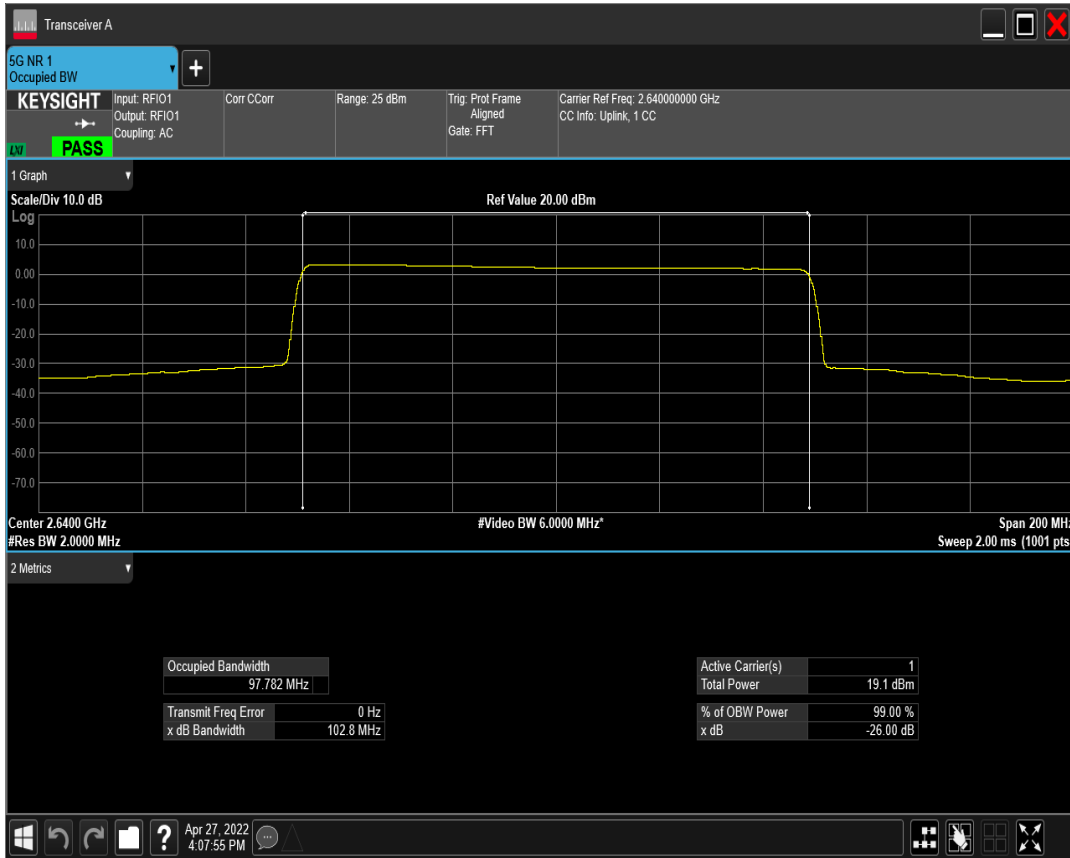 Transceiver A
5G NR 1
Occupied BW
KEYSIGHT
LXI
PASS
Input: RFIO1
Output: RFIO1
Coupling: AC
Corr CCorr
Range: 25 dBm
Trig: Prot Frame
Aligned
Gate: FFT
Carrier Ref Freq: 2.640000000 GHz
CC Info: Uplink, 1 CC
1 Graph
Scale/Div 10.0 dB
Ref Value 20.00 dBm
Log
10.0
0.00
-10.0
-20.0
-30.0
-40.0
-50.0
-60.0
-70.0
Center 2.6400 GHz
#Video BW 6.0000 MHz*
Span 200 MHz
#Res BW 2.0000 MHz
Sweep 2.00 ms (1001 pts
2 Metrics
Occupied Bandwidth
97.782 MHz
Transmit Freq Error 0 Hz
x dB Bandwidth 102.8 MHz
Active Carrier(s) 1
Total Power 19.1 dBm
% of OBW Power 99.00 %
x dB -26.00 dB
?
Apr 27, 2022
4:07:55 PM